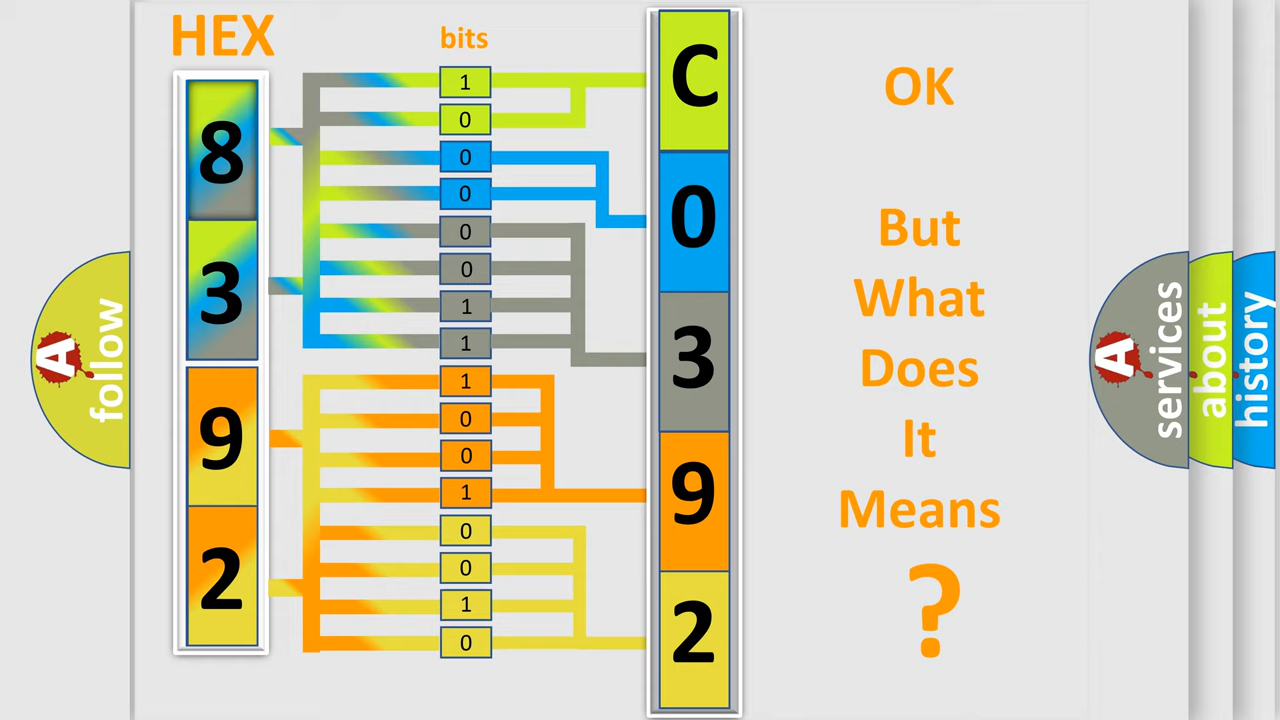 HEX
8
3
9
2
bits
1
0
0
0
0
0
1
1
1
0
0
1
0
0
1
0
C
0
3
9
2
OK
But
What
Does
It
Means
?
A
follow
A
services
about
history